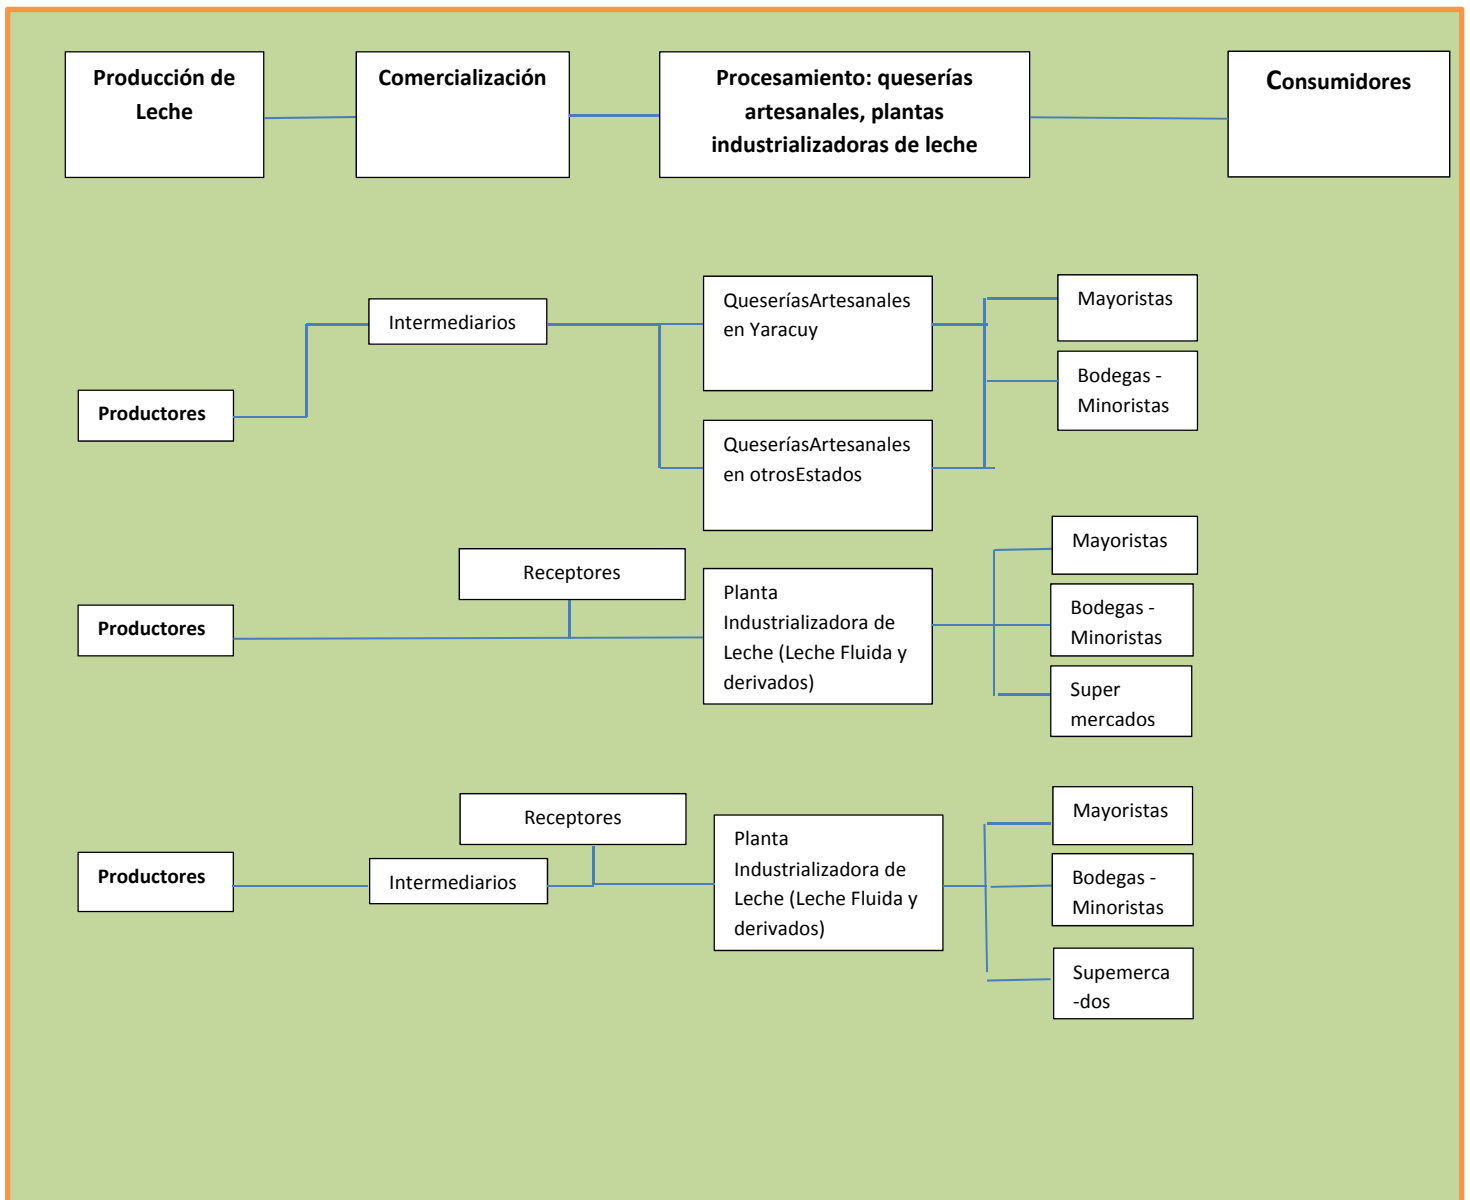 Producción de
Leche
Comercialización
Procesamiento: queserías
artesanales, plantas
industrializadoras de leche
Consumidores
Productores
Intermediarios
QueseríasArtesanales
en Yaracuy
QueseríasArtesanales
en otrosEstados
Mayoristas
Bodegas -
Minoristas
Productores
Receptores
Planta
Industrializadora de
Leche (Leche Fluida y
derivados)
Mayoristas
Bodegas -
Minoristas
Super
mercados
Productores
Intermediarios
Receptores
Planta
Industrializadora de
Leche (Leche Fluida y
derivados)
Mayoristas
Bodegas -
Minoristas
Supemerca
-dos